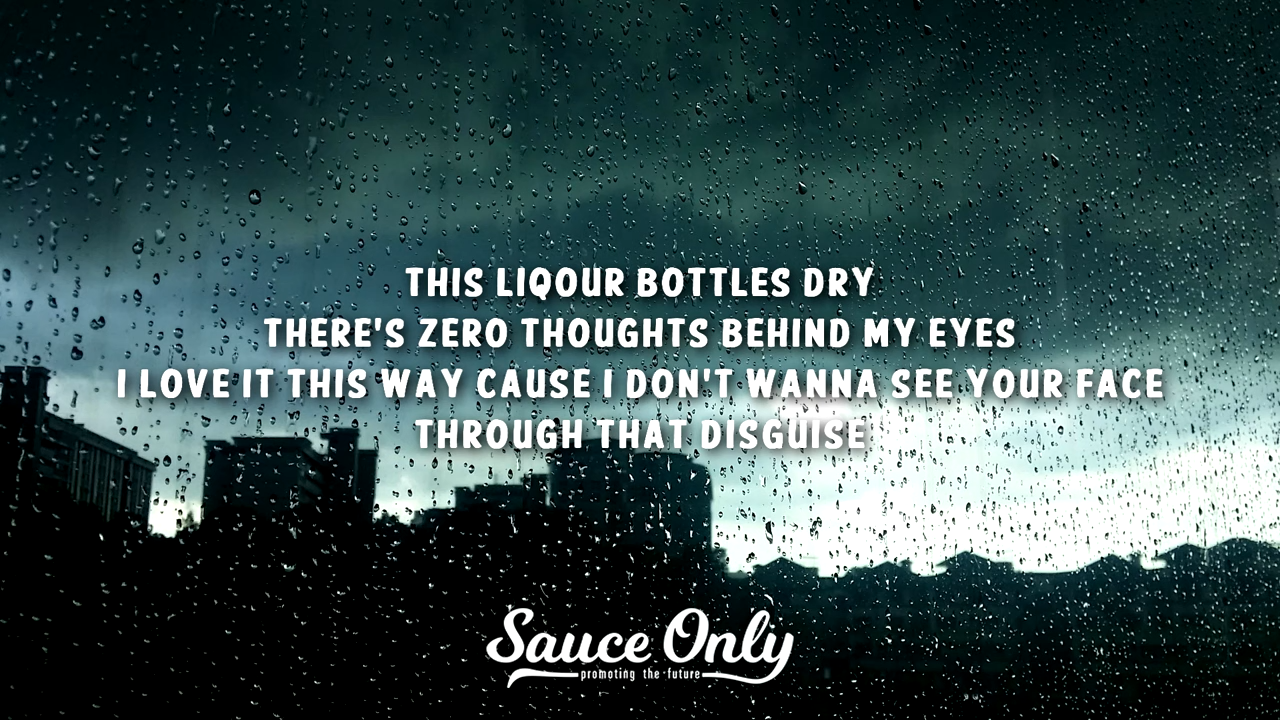 THIS LIQOUR BOTTLES DRY
THERE'S ZERO THOUGHTS BEHIND MY EYES
I LOVE IT THIS WAY CAUSE I DON'T WANNA SEE YOUR FACE
THROUGH THAT DISGUISE
Sauce Only
promoting the future